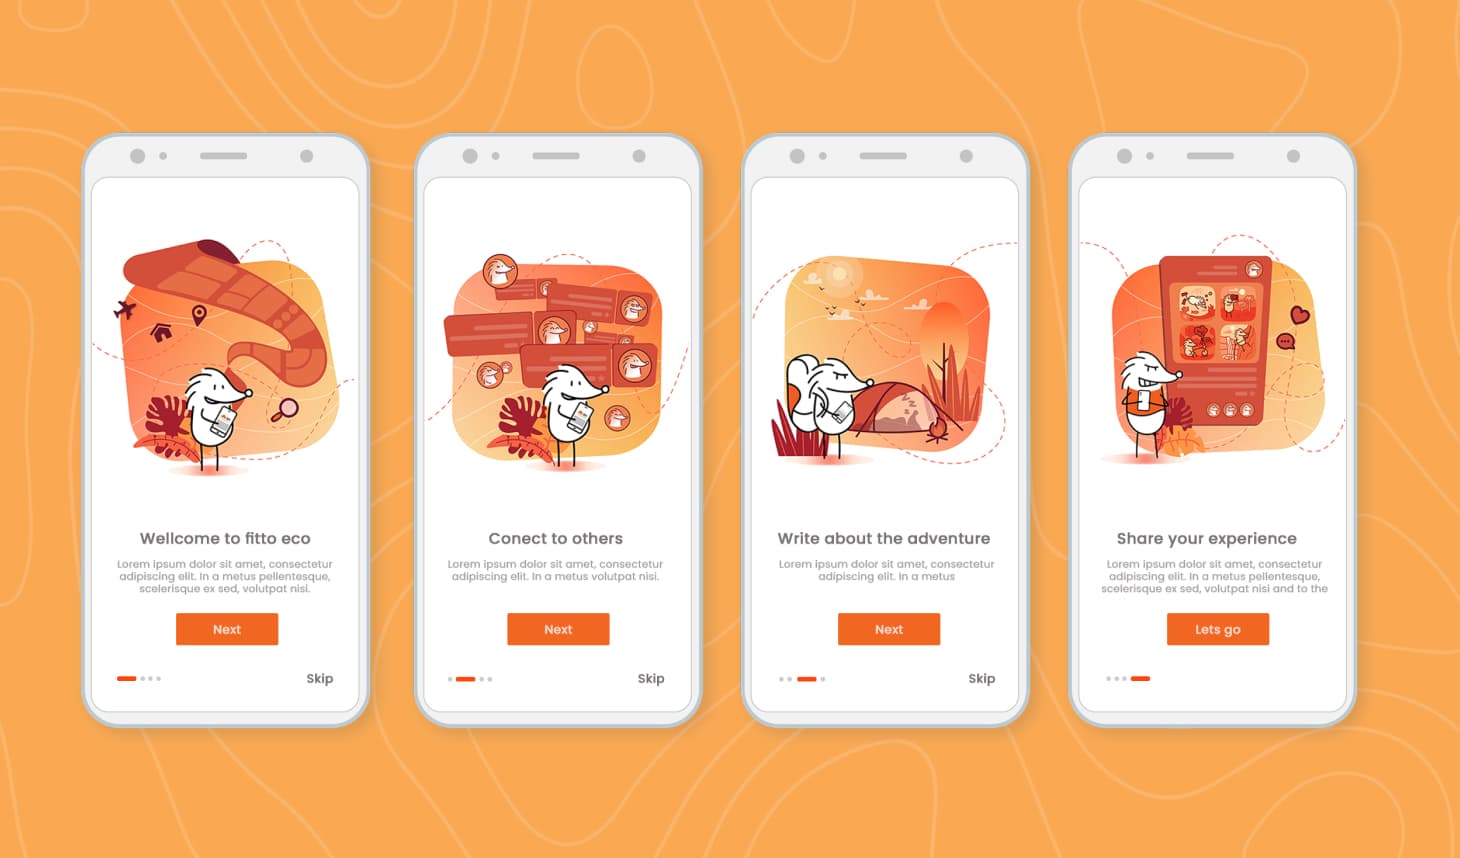 Wellcome to fitto eco
Lorem ipsum dolor sit amet, consectetur
adipiscing elit. In a metus pellentesque,
scelerisque ex sed, volutpat nisi.
Next
Skip
Conect to others
Lorem ipsum dolor sit amet, consectetur
adipiscing elit. In a metus volutpat nisi.
Next
Skip
Write about the adventure
Lorem ipsum dolor sit amet, consectetur
adipiscing elit. In a metus
Next
Skip
Share your experience
Lorem ipsum dolor sit amet, consectetur
adipiscing elit. In a metus pellentesque,
scelerisque ex sed, volutpat nisi and to the
Lets go